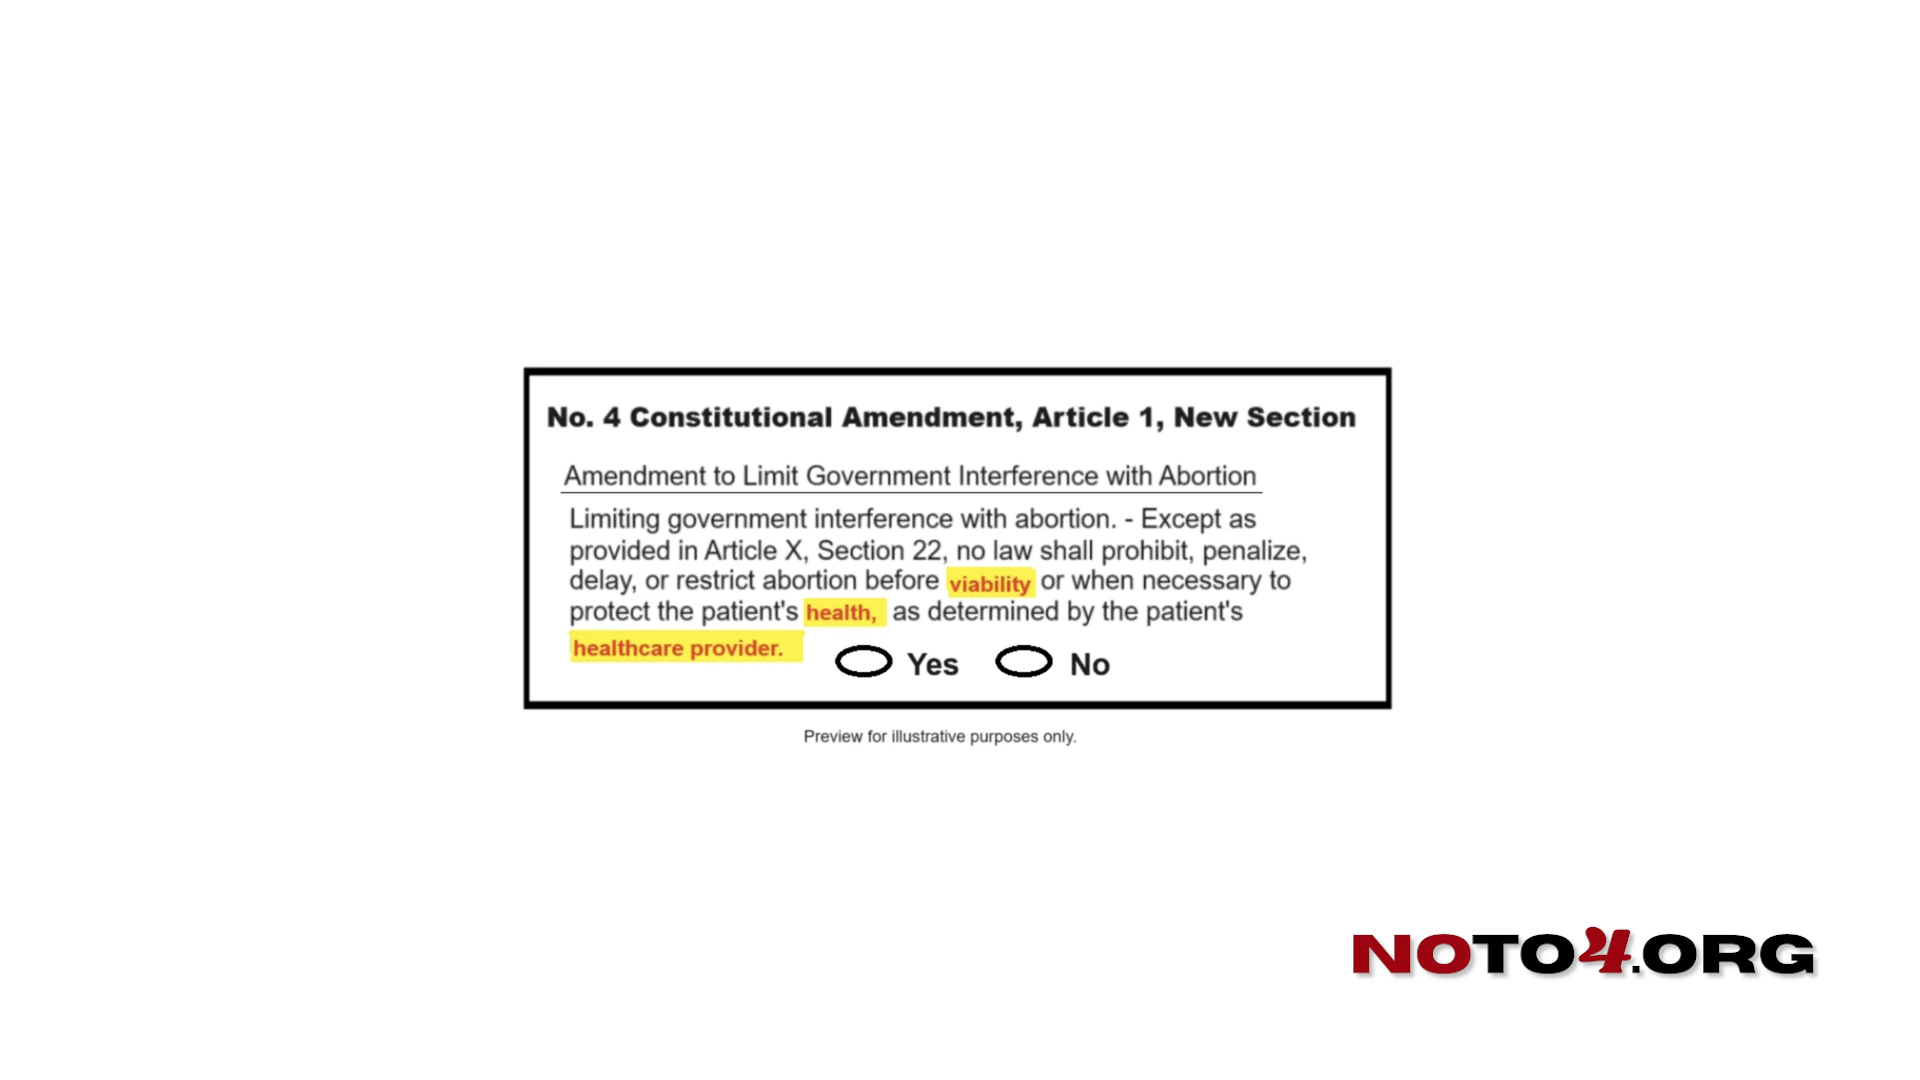 No. 4 Constitutional Amendment, Article 1, New Section
Amendment to Limit Government Interference with Abortion
Limiting government interference with abortion. - Except as
provided in Article X, Section 22, no law shall prohibit, penalize,
delay, or restrict abortion before viability or when necessary to
protect the patient's health, as determined by the patient's
healthcare provider. Yes No
Preview for illustrative purposes only.
NOTO4.ORG